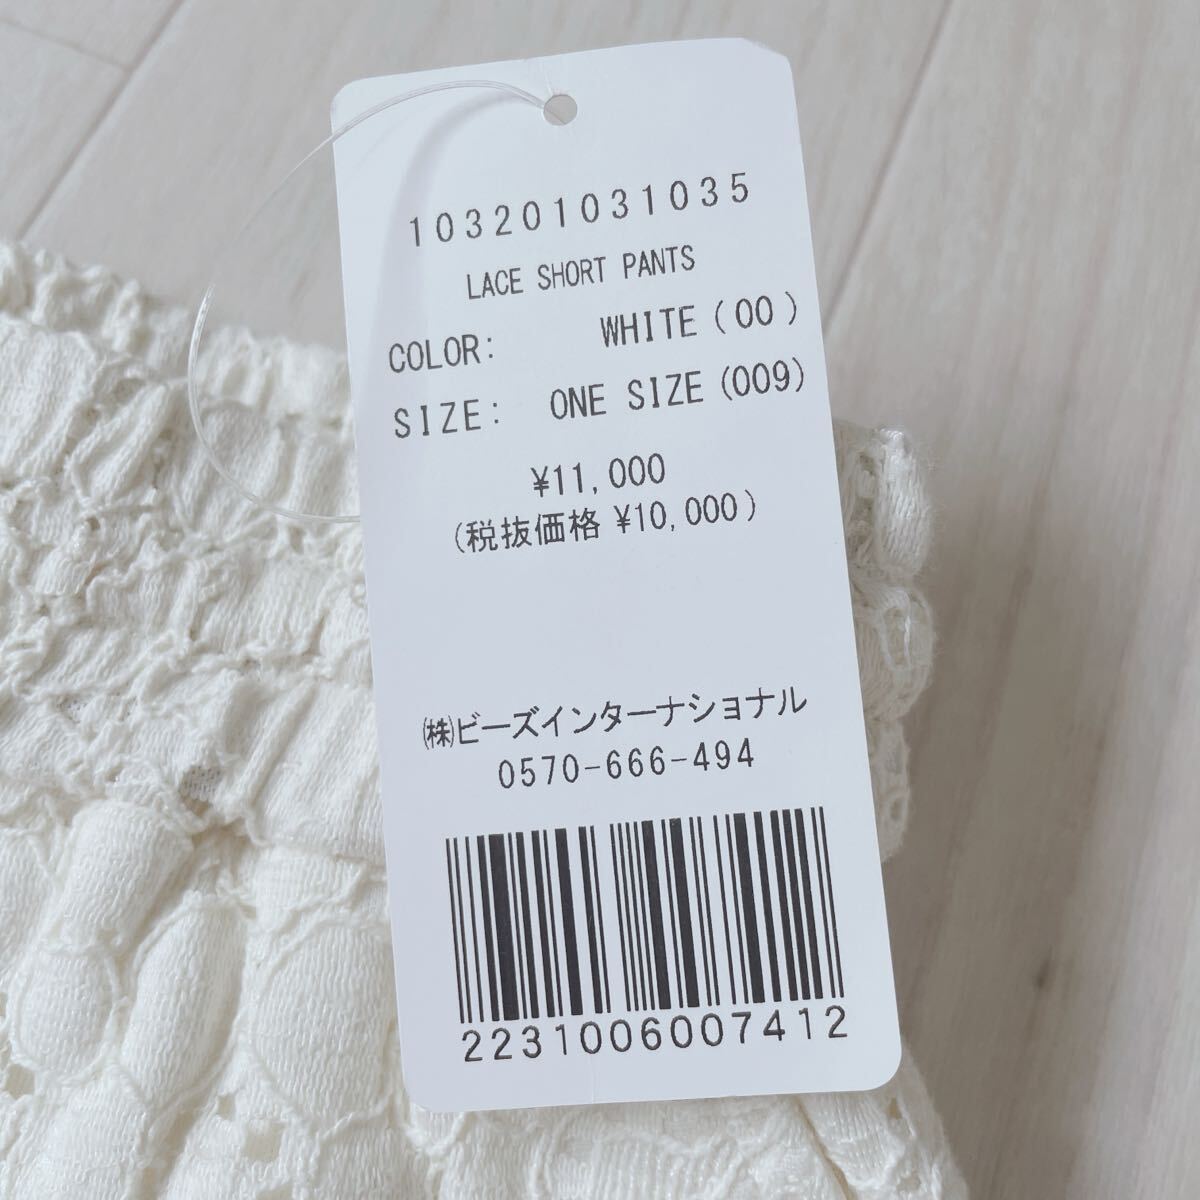 103201031035
LACE SHORT PANTS
COLOR: WHITE (00)
SIZE: ONE SIZE (009)
¥11,000
(税抜価格 ¥10,000)
㈱ビーズインターナショナル
0570-666-494
2231006007412